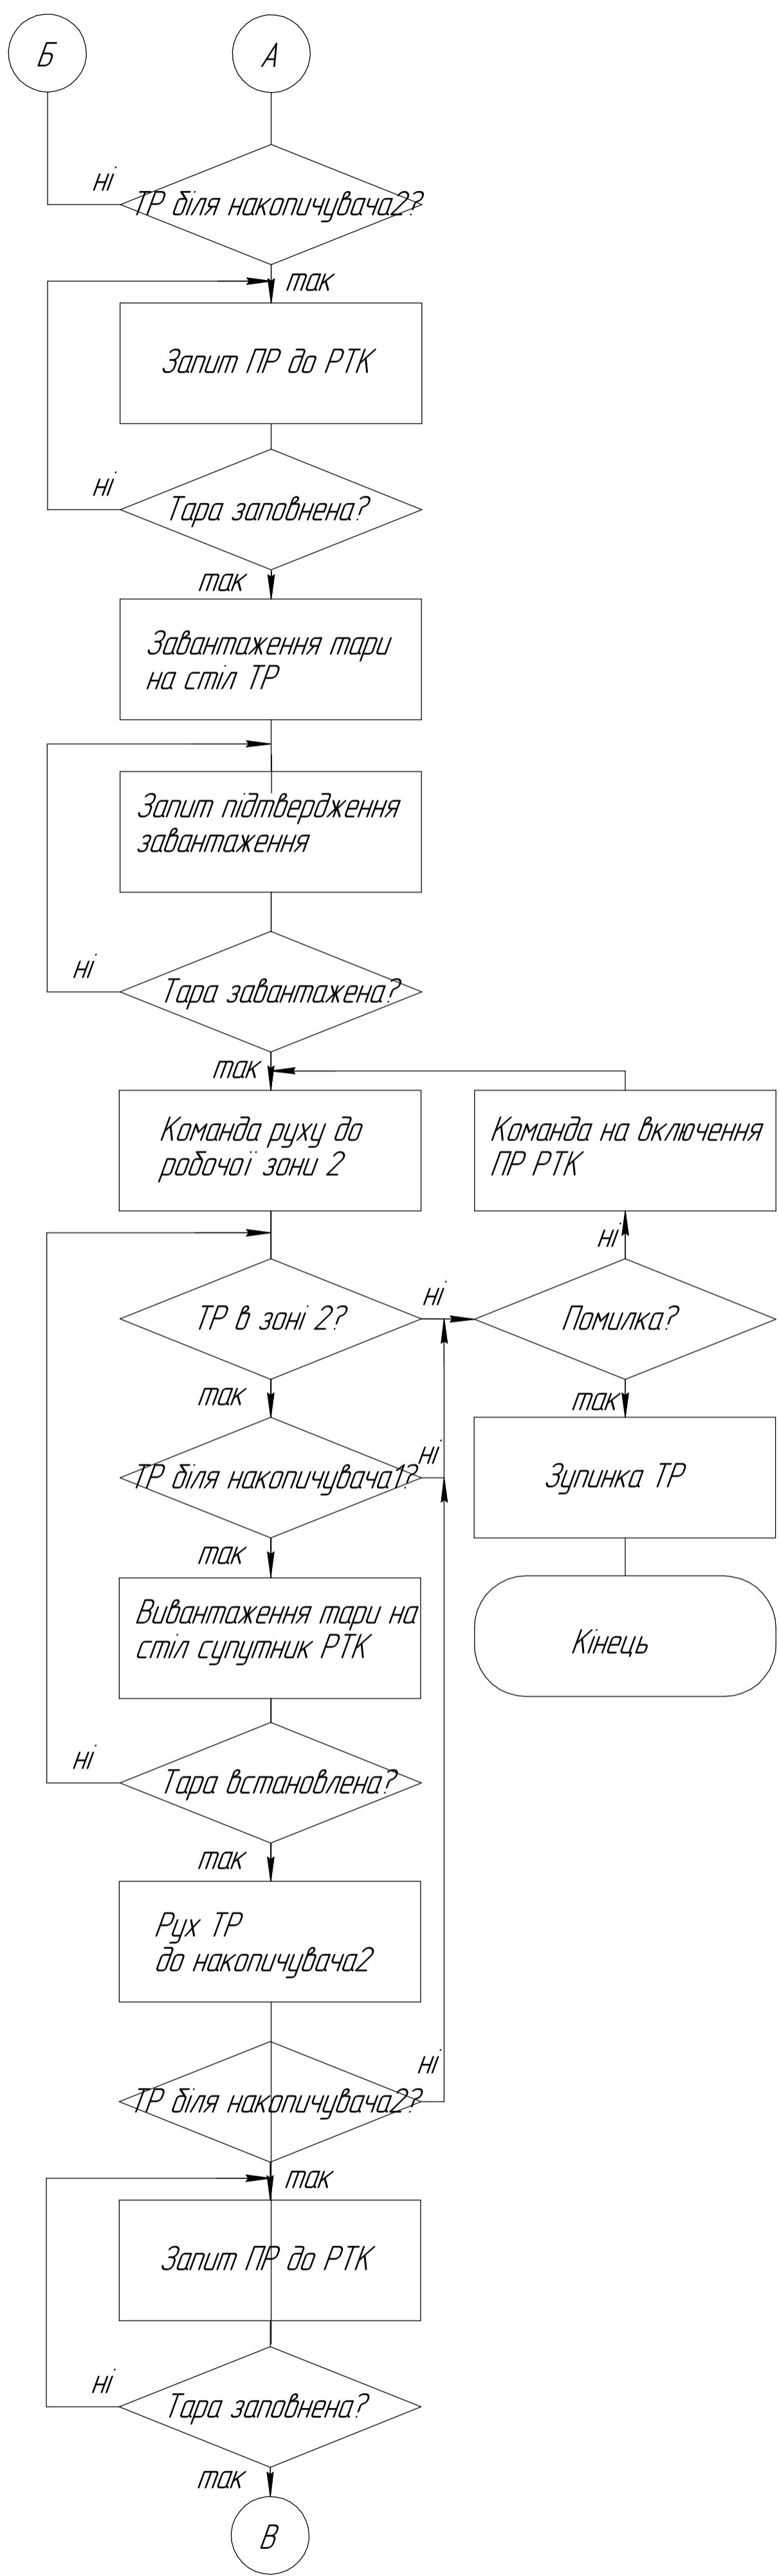 Б
А
ні
ТР біля накопичувача2?
так
Запит ПР до РТК
ні
Тара заповнена?
так
Завантаження тари
на стіл ТР
Запит підтвердження
завантаження
ні
Тара завантажена?
так
Команда руху до
робочої зони 2
Команда на включення
ПР РТК
ні
ТР в зоні 2?
ні
Помилка?
так
так
ТР біля накопичувача1?
ні
Зупинка ТР
так
Вивантаження тари на
стіл супутник РТК
Кінець
ні
Тара встановлена?
так
Рух ТР
до накопичувача2
ні
ТР біля накопичувача2?
так
Запит ПР до РТК
ні
Тара заповнена?
так
В